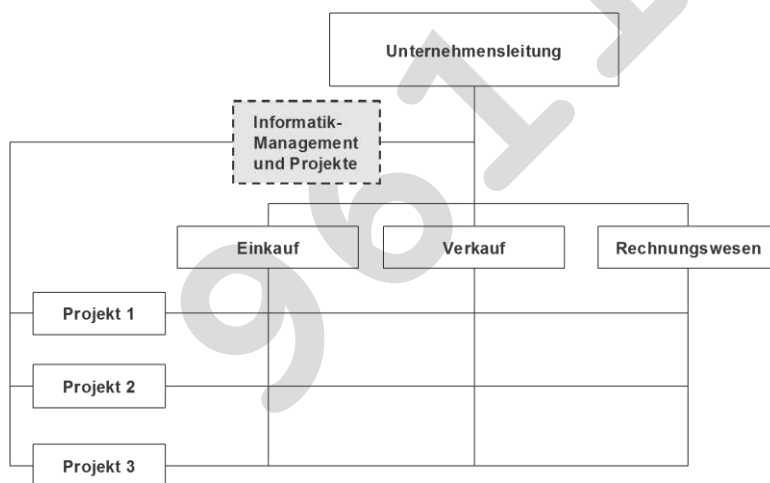 Unternehmensleitung
Informatik-
Management
und Projekte
Einkauf
Verkauf
Rechnungswesen
Projekt 1
Projekt 2
Projekt 3